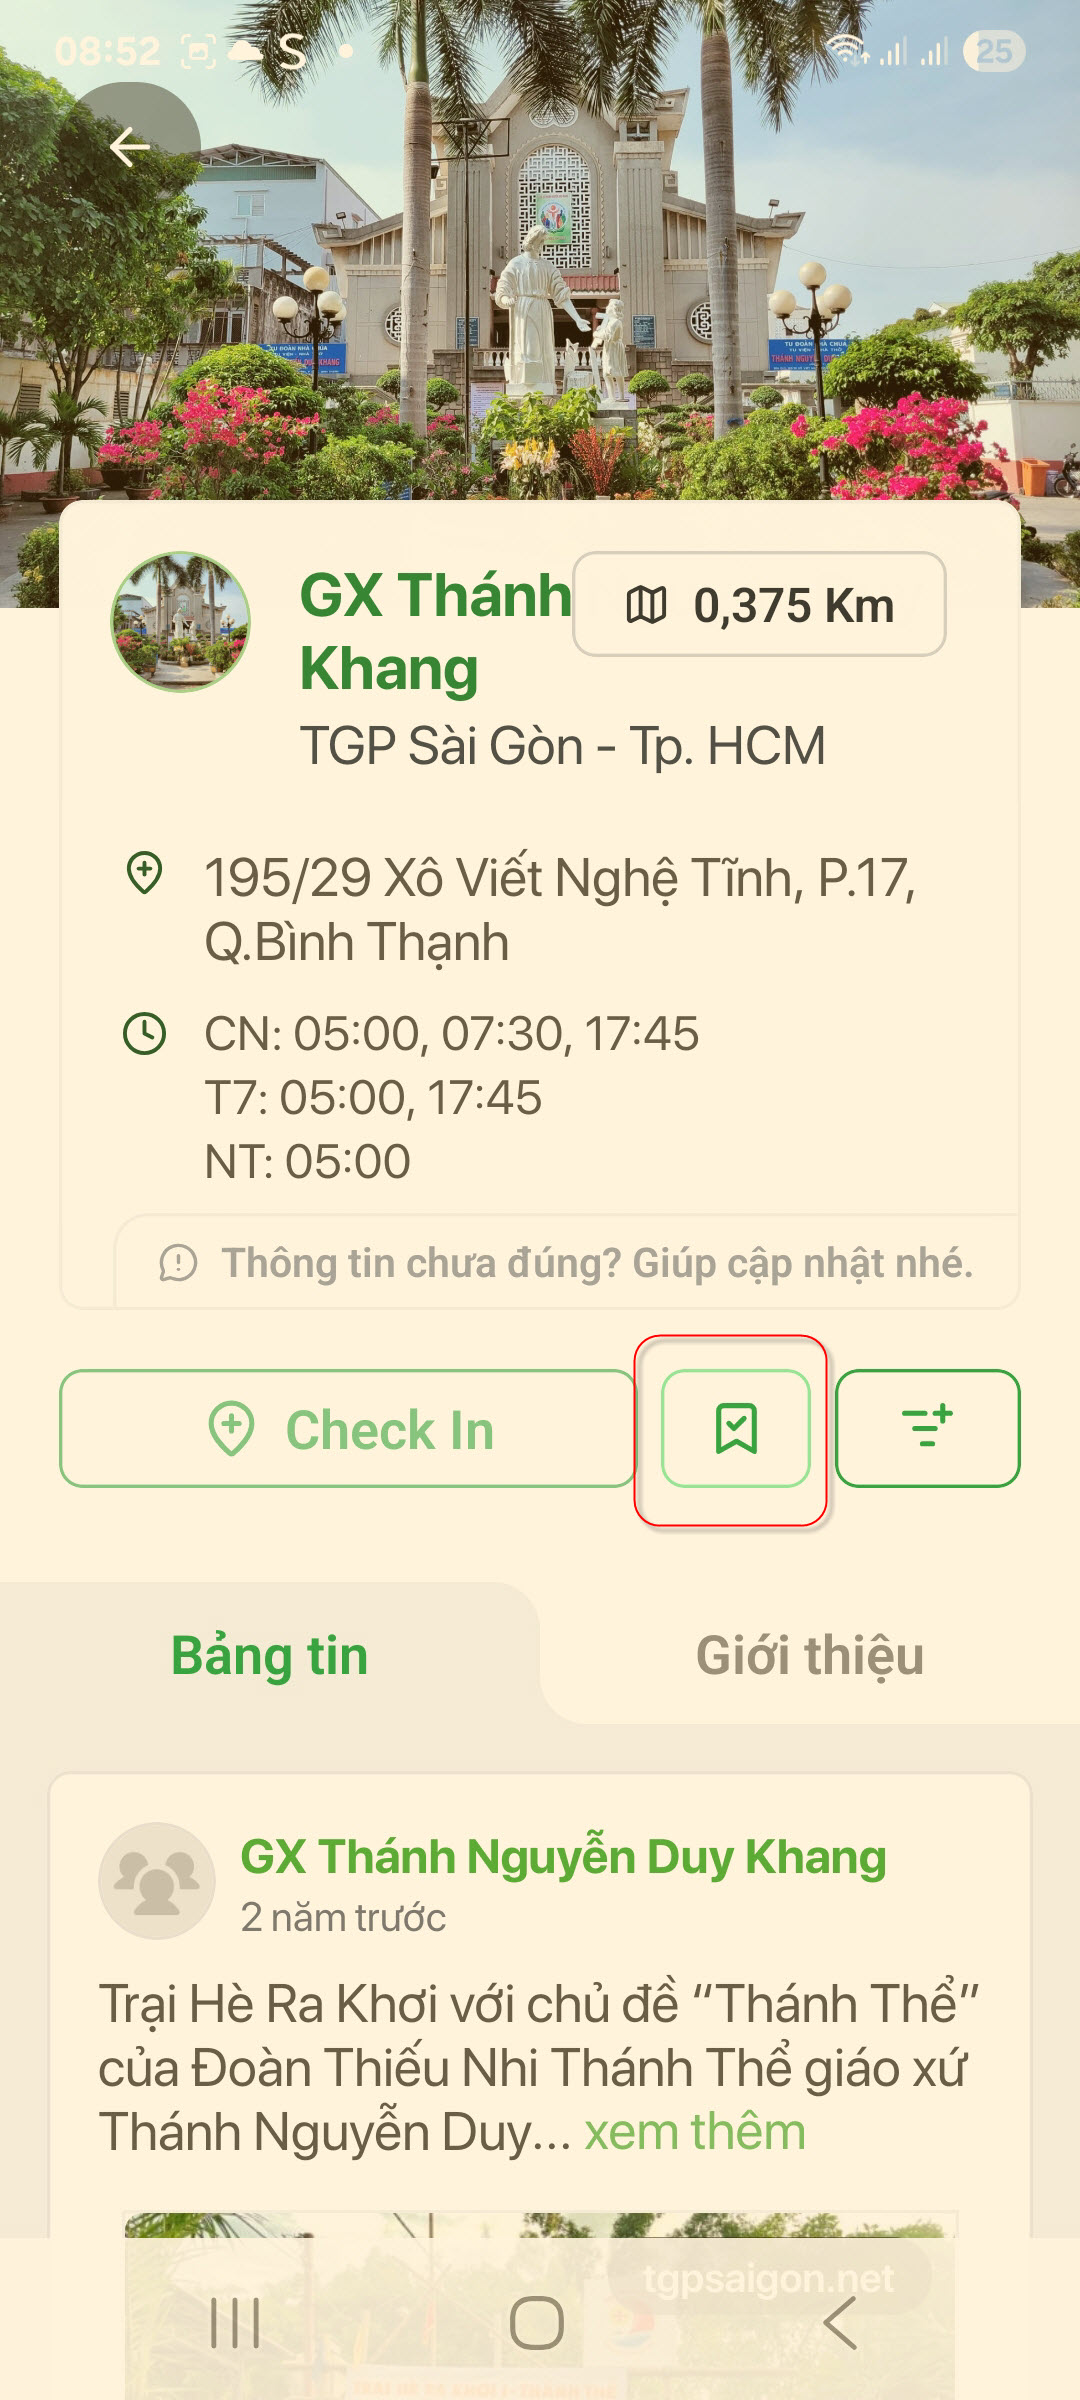 08:52
S
25
TU ĐOÀN NHÀ CHÚA
GX Thánh
Khang
0,375 Km
TGP Sài Gòn - Tp. HCM
195/29 Xô Viết Nghệ Tĩnh, P.17,
Q.Bình Thạnh
CN: 05:00, 07:30, 17:45
T7: 05:00, 17:45
NT: 05:00
Thông tin chưa đúng? Giúp cập nhật nhé.
Check In
Bảng tin
Giới thiệu
GX Thánh Nguyễn Duy Khang
2 năm trước
Trại Hè Ra Khơi với chủ đề “Thánh Thể”
của Đoàn Thiếu Nhi Thánh Thể giáo xứ
Thánh Nguyễn Duy... xem thêm
tgpsaigon.net